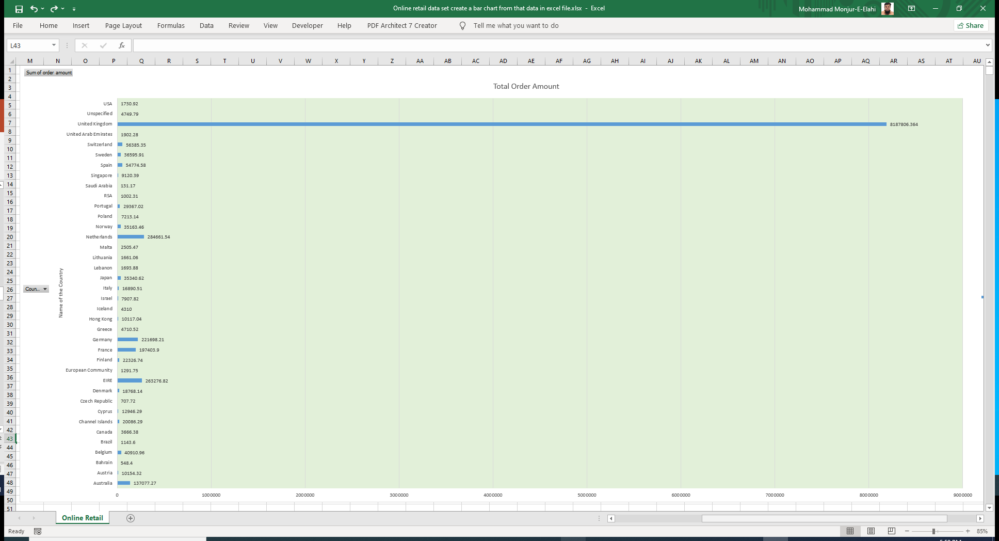 Online retail data set create a bar chart from that data in excel file.xlsx - Excel
Mohammad Monjur-E-Elahi
File Home Insert Page Layout Formulas Data Review View Developer Help PDF Architect 7 Creator Tell me what you want to do Share
L43 fx
M N O P Q R S T U V W X Y Z AA AB AC AD AE AF AG AH AI AJ AK AL AM AN AO AP AQ AR AS AT AU
1
2
3
4
5
6
7
8
9
10
11
12
13
14
15
16
17
18
19
20
21
22
23
24
25
26
27
28
29
30
31
32
33
34
35
36
37
38
39
40
41
42
43
44
45
46
47
48
49
50
51
Sum of order amount
Total Order Amount
Coun...
Name of the Country
USA 1730.92
Unspecified 4749.79
United Kingdom 8187806.364
United Arab Emirates 1902.28
Switzerland 56385.35
Sweden 36595.91
Spain 54774.58
Singapore 9120.39
Saudi Arabia 131.17
RSA 1002.31
Portugal 29367.02
Poland 7213.14
Norway 35163.46
Netherlands 284661.54
Malta 2505.47
Lithuania 1661.06
Lebanon 1693.88
Japan 35340.62
Italy 16890.51
Israel 7907.82
Iceland 4310
Hong Kong 10117.04
Greece 4710.52
Germany 221698.21
France 197403.9
Finland 22326.74
European Community 1291.75
EIRE 263276.82
Denmark 18768.14
Czech Republic 707.72
Cyprus 12946.29
Channel Islands 20086.29
Canada 3666.38
Brazil 1143.6
Belgium 40910.96
Bahrain 548.4
Austria 10154.32
Australia 137077.27
0 1000000 2000000 3000000 4000000 5000000 6000000 7000000 8000000 9000000
Online Retail
Ready 85%